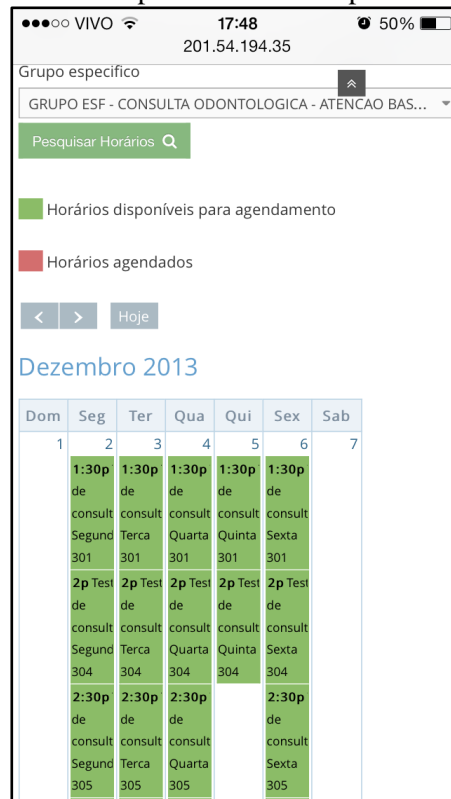 ●●●○○ VIVO 17:48 50%
201.54.194.35
Grupo específico
GRUPO ESF - CONSULTA ODONTOLOGICA - ATENCAO BAS...
Pesquisar Horários
Horários disponíveis para agendamento
Horários agendados
< > Hoje
Dezembro 2013
Dom Seg Ter Qua Qui Sex Sab
1 2 3 4 5 6 7
1:30p 1:30p 1:30p 1:30p 1:30p
de de de de de
consult consult consult consult consult
Segund Terca Quarta Quinta Sexta
301 301 301 301 301
2p Test 2p Test 2p Test 2p Test 2p Test
de de de de de
consult consult consult consult consult
Segund Terca Quarta Quinta Sexta
304 304 304 304 304
2:30p 2:30p 2:30p 2:30p
de de de de
consult consult consult consult
Segund Terca Quarta Sexta
305 305 305 305